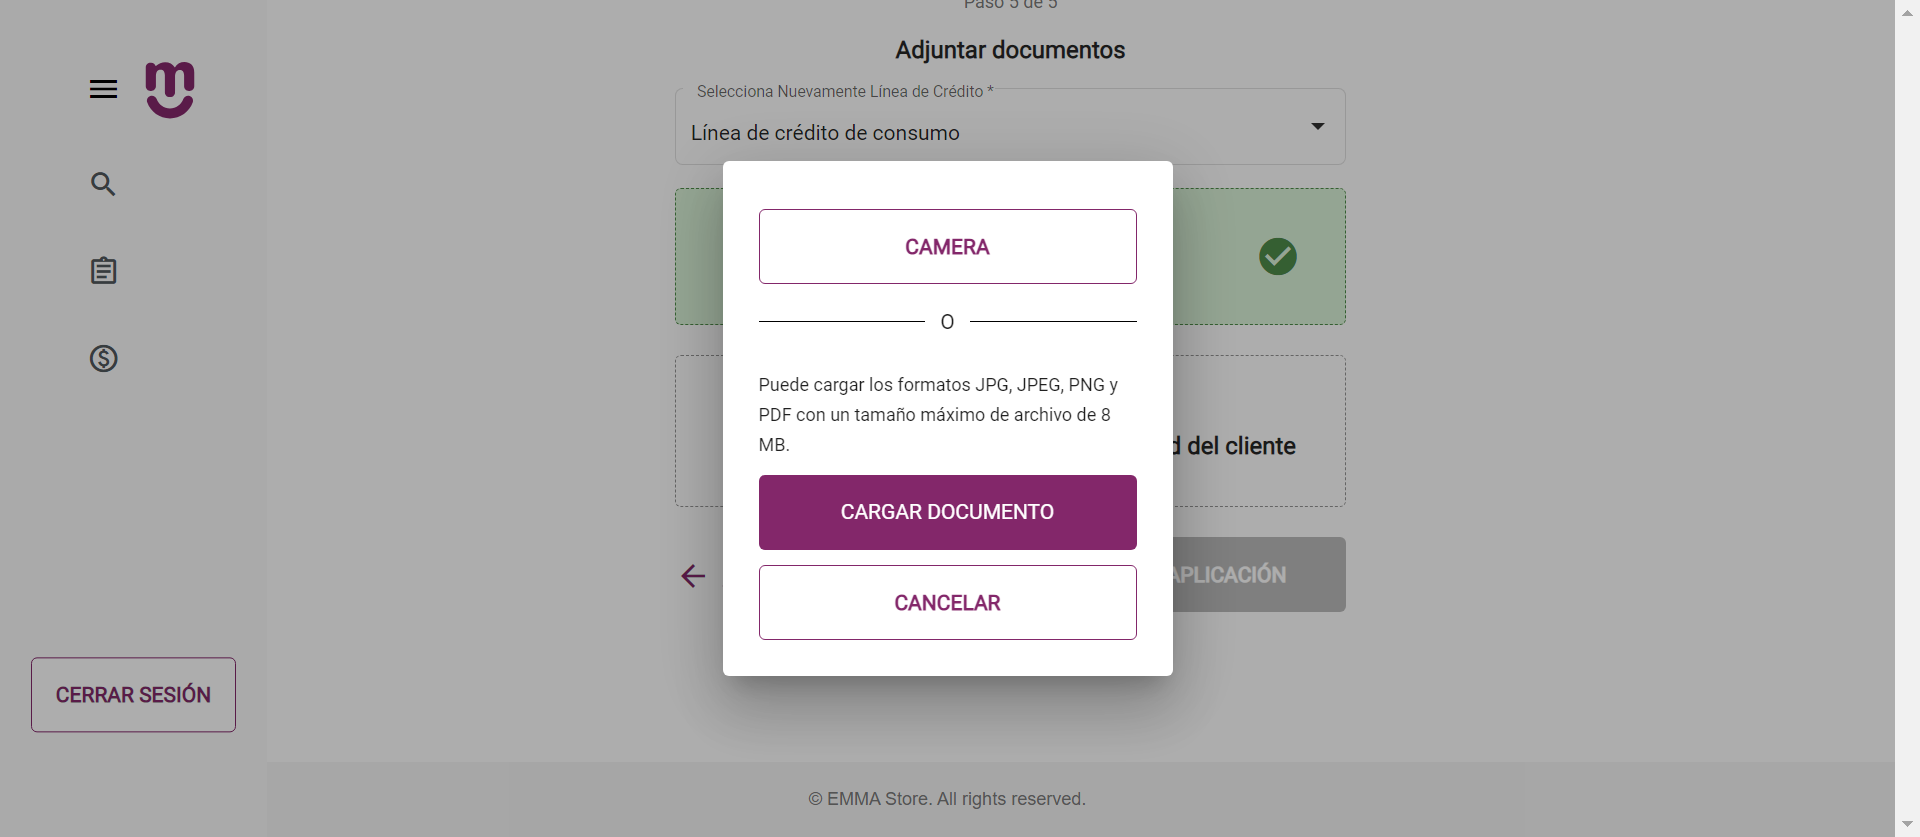 Paso 5 de 5
Adjuntar documentos
Selecciona Nuevamente Línea de Crédito *
Línea de crédito de consumo
CAMERA
O
Puede cargar los formatos JPG, JPEG, PNG y
PDF con un tamaño máximo de archivo de 8
MB.
del cliente
CARGAR DOCUMENTO
APLICACIÓN
CANCELAR
CERRAR SESIÓN
© EMMA Store. All rights reserved.